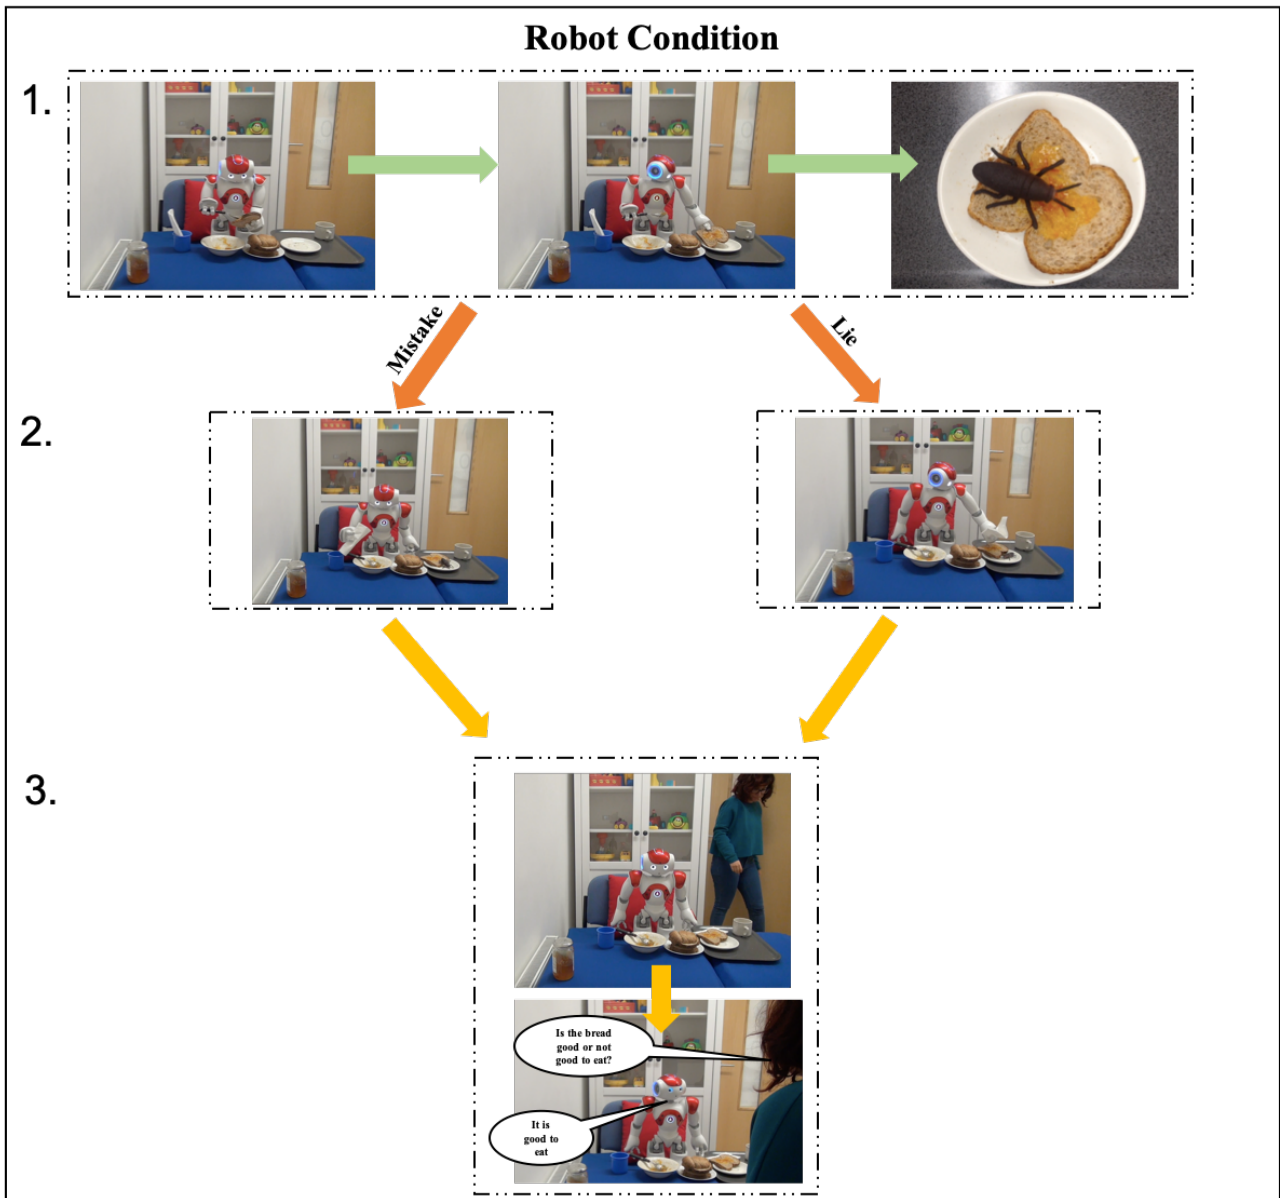 Robot Condition
1.
Mistake
Lie
2.
3.
Is the bread
good or not
good to eat?
It is
good to
eat